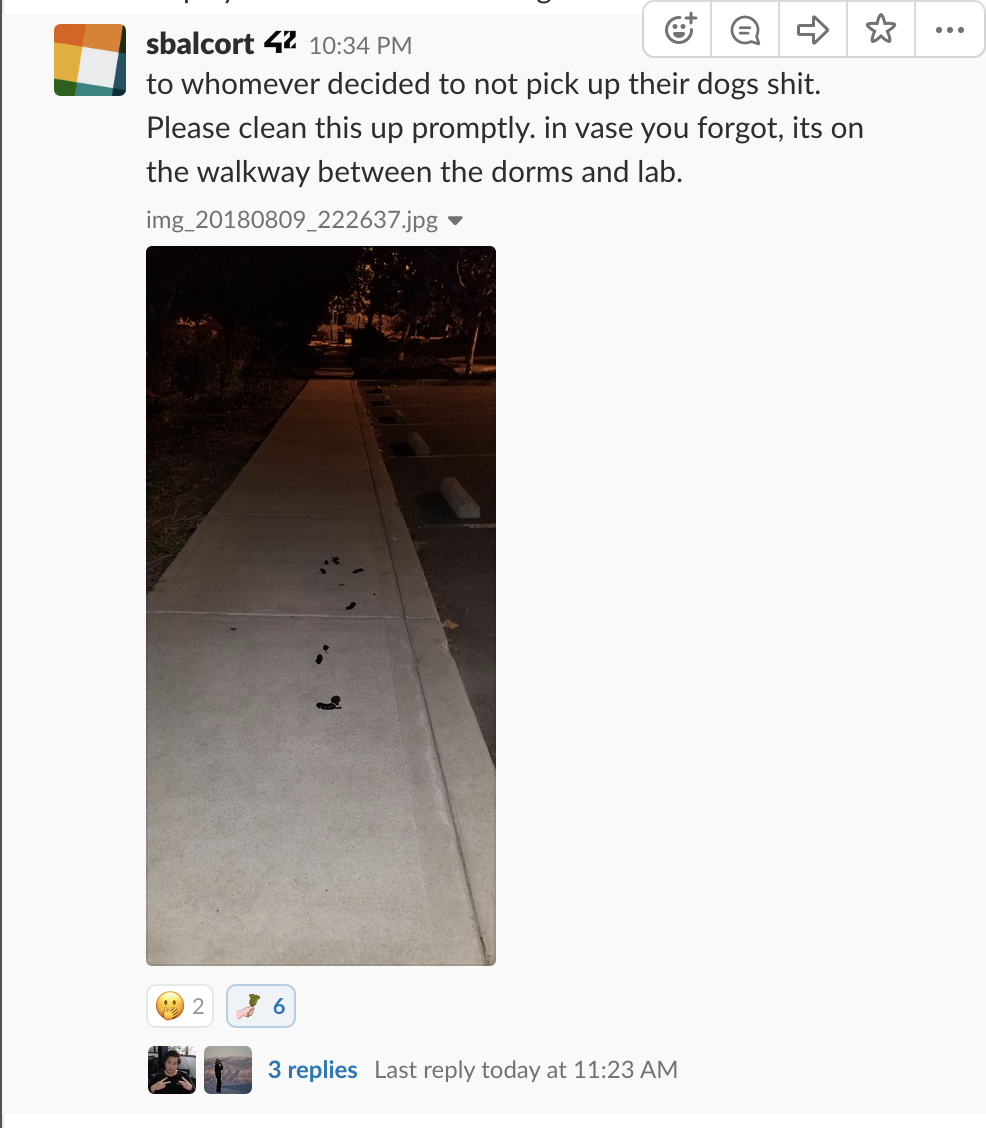 sbalcort 42 10:34 PM
to whomever decided to not pick up their dogs shit.
Please clean this up promptly. in vase you forgot, its on
the walkway between the dorms and lab.
img_20180809_222637.jpg
2 6
3 replies Last reply today at 11:23 AM